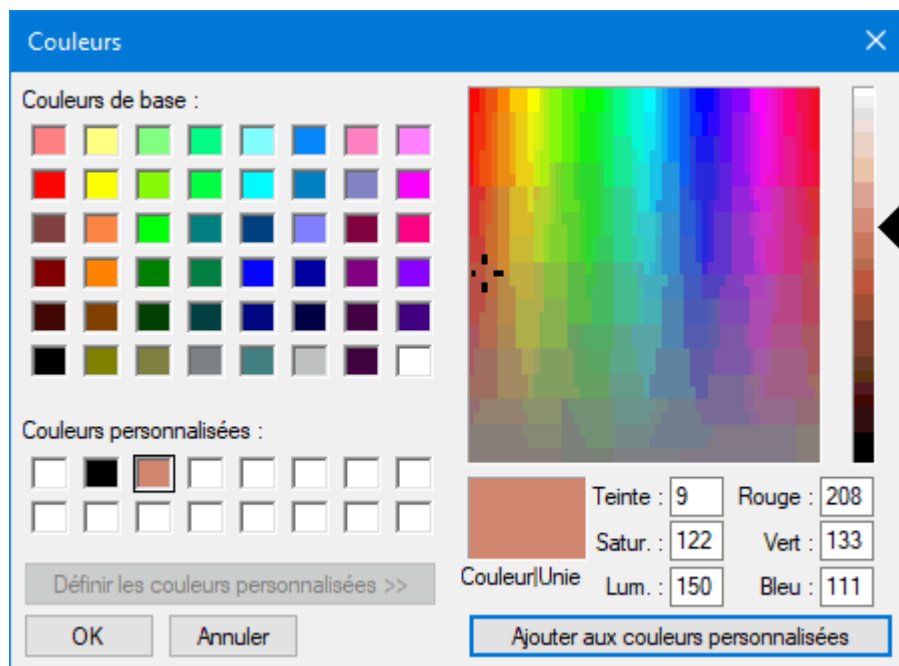 Couleurs
Couleurs de base :
Couleurs personnalisées :
Définir les couleurs personnalisées >>
OK
Annuler
Couleur|Unie
Teinte : 9
Satur. : 122
Lum. : 150
Rouge : 208
Vert : 133
Bleu : 111
Ajouter aux couleurs personnalisées